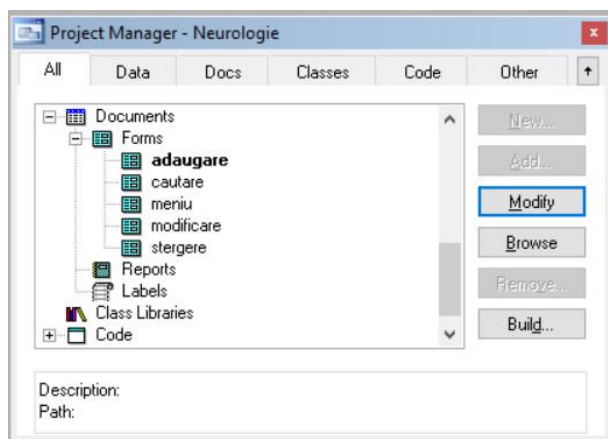 Project Manager - Neurologie
All Data Docs Classes Code Other
Documents
Forms
adaugare
cautare
meniu
modificare
stergere
Reports
Labels
Class Libraries
Code
New...
Add...
Modify
Browse
Remove...
Build...
Description:
Path: